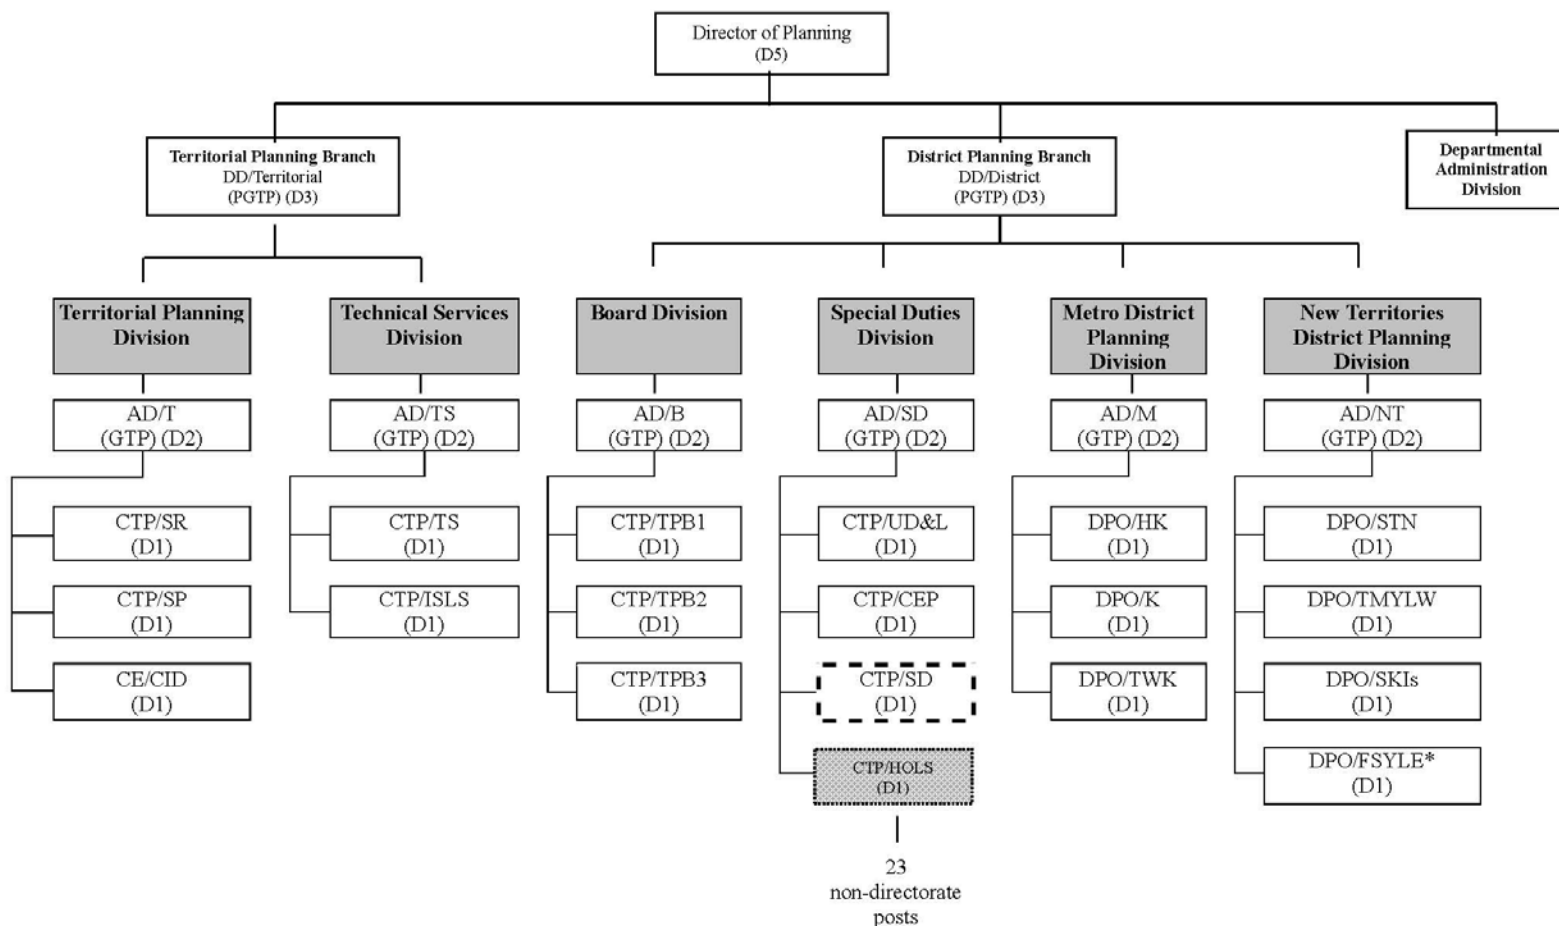 Director of Planning
(D5)
Territorial Planning Branch
DD/Territorial
(PGTP) (D3)
District Planning Branch
DD/District
(PGTP) (D3)
Departmental
Administration
Division
Territorial Planning
Division
Technical Services
Division
Board Division
Special Duties
Division
Metro District
Planning
Division
New Territories
District Planning
Division
AD/T
(GTP) (D2)
AD/TS
(GTP) (D2)
AD/B
(GTP) (D2)
AD/SD
(GTP) (D2)
AD/M
(GTP) (D2)
AD/NT
(GTP) (D2)
CTP/SR
(D1)
CTP/TS
(D1)
CTP/TPB1
(D1)
CTP/UD&L
(D1)
DPO/HK
(D1)
DPO/STN
(D1)
CTP/SP
(D1)
CTP/ISLS
(D1)
CTP/TPB2
(D1)
CTP/CEP
(D1)
DPO/K
(D1)
DPO/TMYLW
(D1)
CE/CID
(D1)
CTP/TPB3
(D1)
CTP/SD
(D1)
DPO/TWK
(D1)
DPO/SKIs
(D1)
CTP/HOLS
(D1)
DPO/FSYLE*
(D1)
23
non-directorate
posts